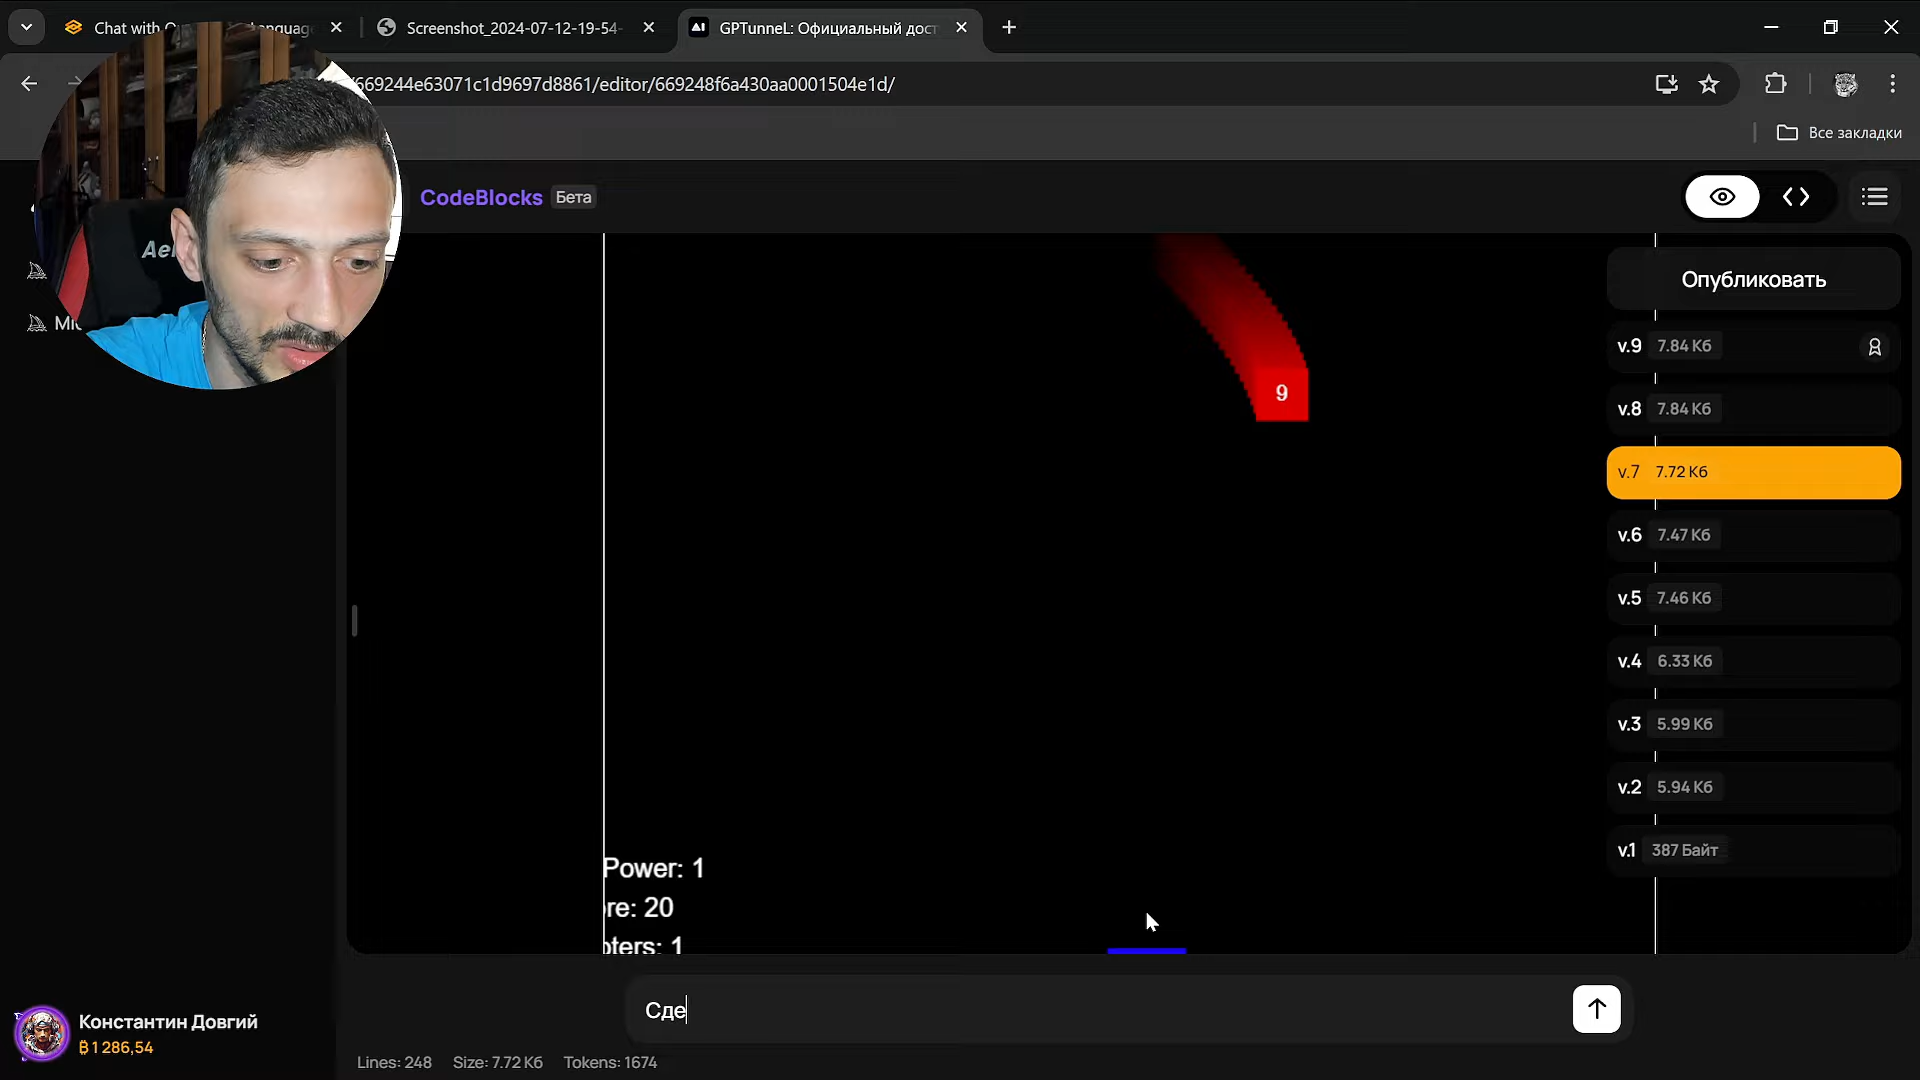 Chat with
Screenshot_2024-07-12-19-54-
GPTunneL: Официальный дост
669244e63071c1d9697d8861/editor/669248f6a430aa0001504e1d/
Все закладки
CodeBlocks Бета
Опубликовать
9
v.9 7.84 Кб
v.8 7.84 Кб
v.7 7.72 Кб
v.6 7.47 Кб
v.5 7.46 Кб
v.4 6.33 Кб
v.3 5.99 Кб
v.2 5.94 Кб
v.1 387 Байт
Power: 1
re: 20
ters: 1
Сде
Константин Довгий
₿1 286,54
Lines: 248 Size: 7.72 Кб Tokens: 1674